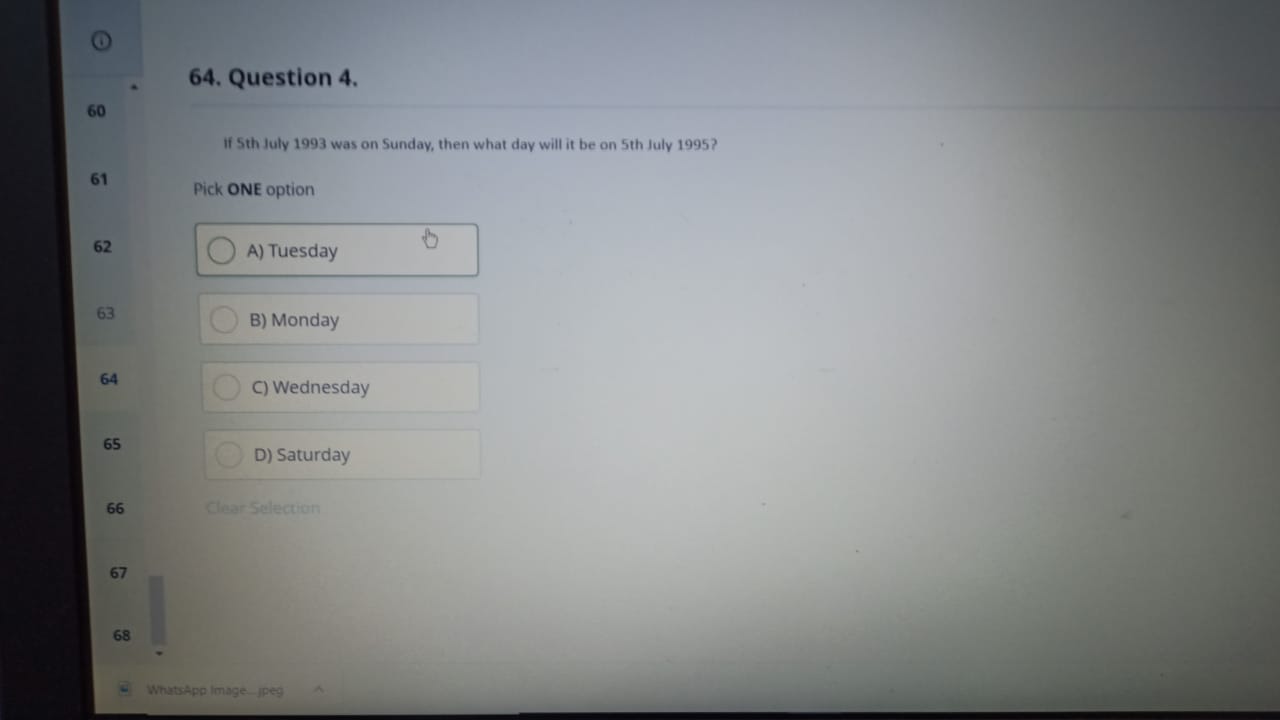 64. Question 4.
60
If 5th July 1993 was on Sunday, then what day will it be on 5th July 1995?
61
Pick ONE option
62
A) Tuesday
63
B) Monday
64
C) Wednesday
65
D) Saturday
66
Clear Selection
67
68
WhatsApp Image....jpeg